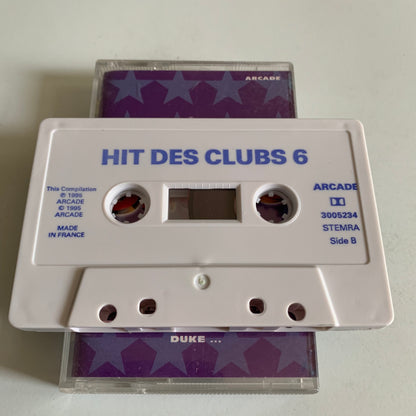 ARCADE
HIT DES CLUBS 6
This Compilation
℗ 1995
ARCADE
© 1995
ARCADE
MADE
IN FRANCE
ARCADE
3005234
STEMRA
Side B
6
DUKE ...